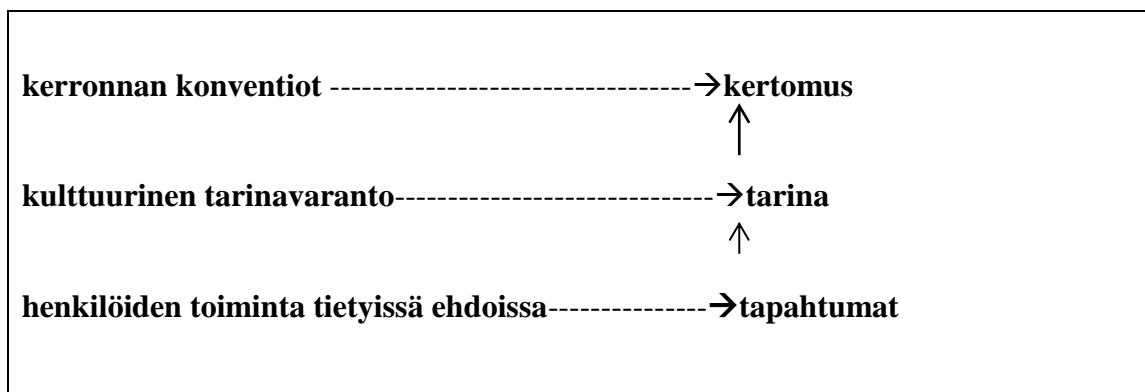 kerronnan konventiot ----------------------------------→kertomus
kulttuurinen tarinavaranto------------------------------→tarina
henkilöiden toiminta tietyissä ehdoissa---------------→tapahtumat